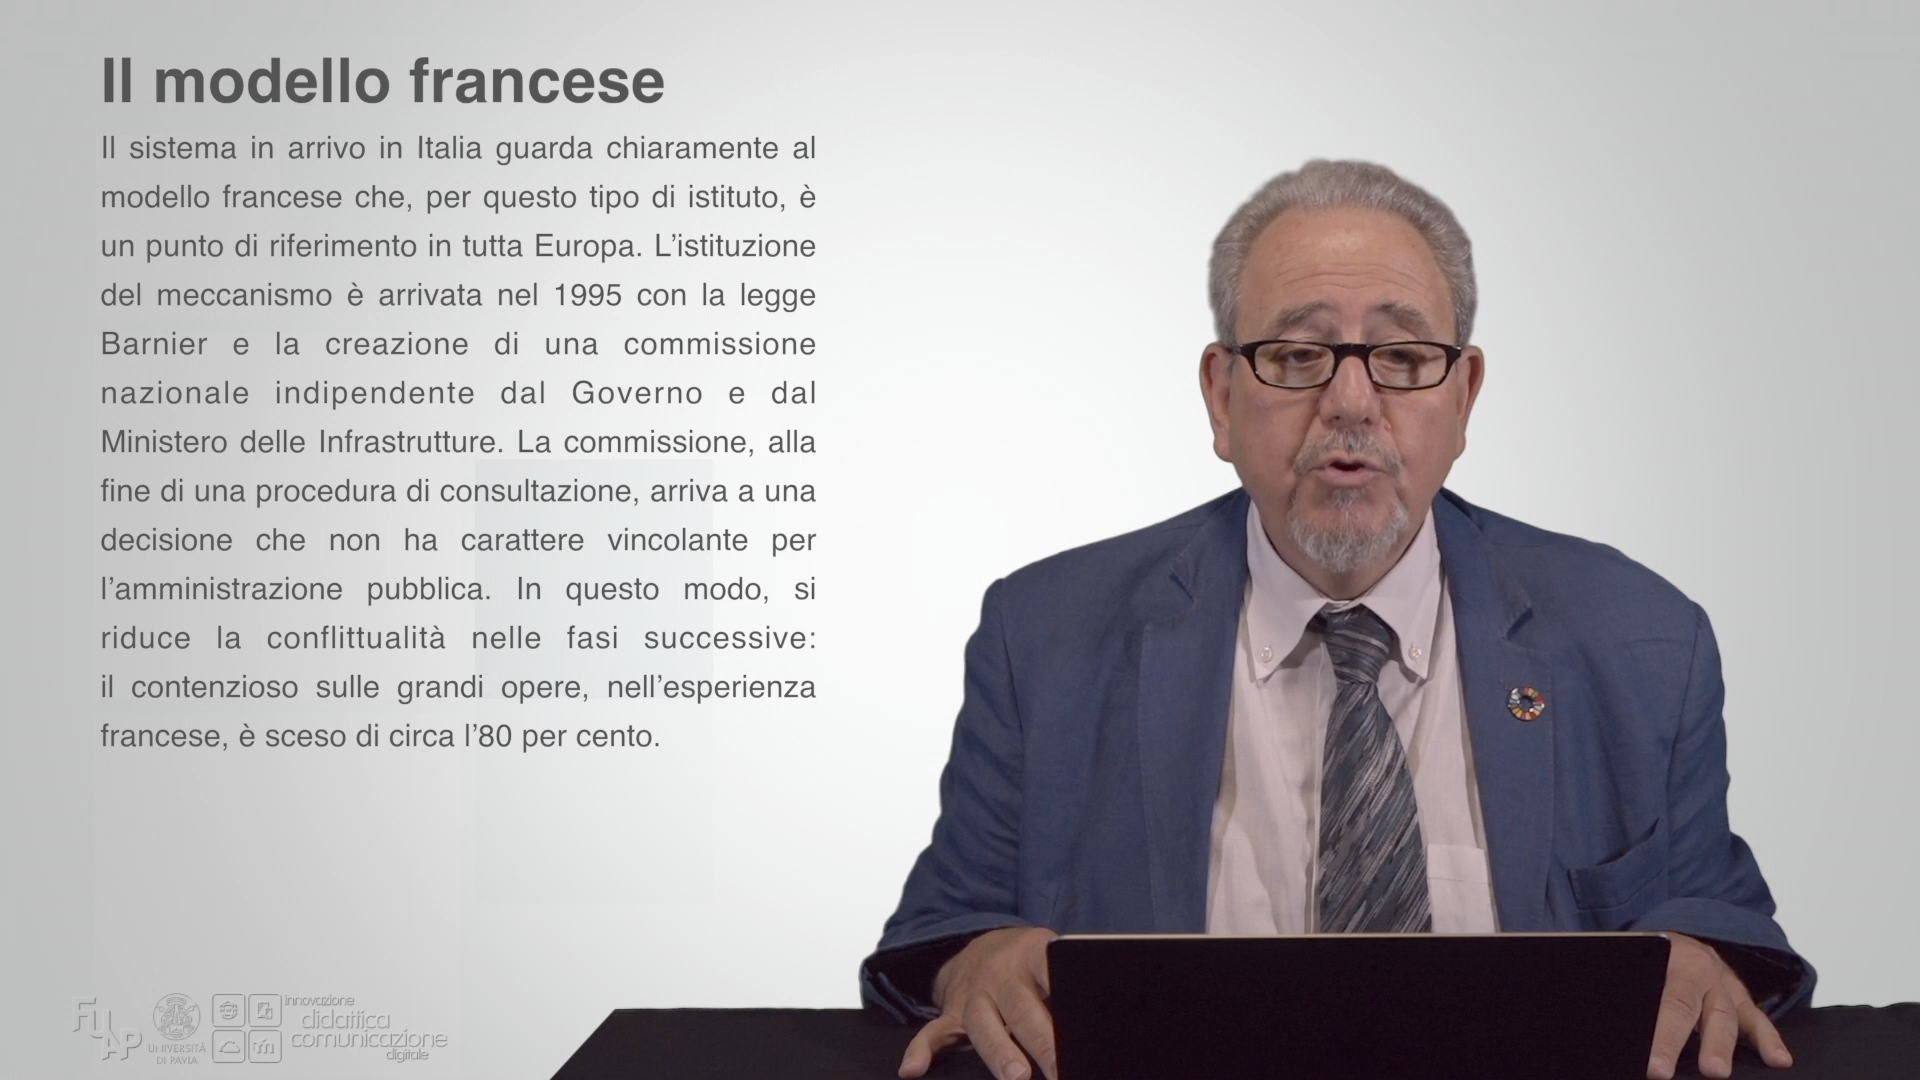 Il modello francese
Il sistema in arrivo in Italia guarda chiaramente al
modello francese che, per questo tipo di istituto, è
un punto di riferimento in tutta Europa. L’istituzione
del meccanismo è arrivata nel 1995 con la legge
Barnier e la creazione di una commissione
nazionale indipendente dal Governo e dal
Ministero delle Infrastrutture. La commissione, alla
fine di una procedura di consultazione, arriva a una
decisione che non ha carattere vincolante per
l’amministrazione pubblica. In questo modo, si
riduce la conflittualità nelle fasi successive:
il contenzioso sulle grandi opere, nell’esperienza
francese, è sceso di circa l’80 per cento.
UNIVERSITÀ
DI PAVIA
innovazione
didattica
comunicazione
digitale